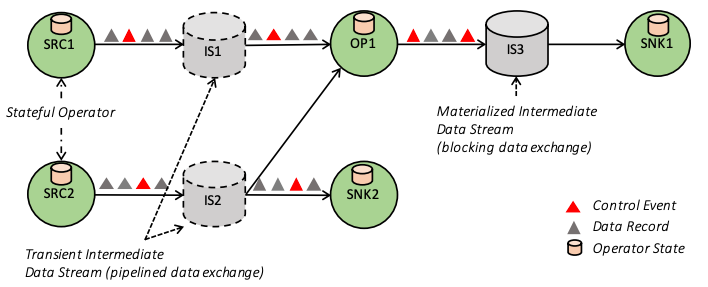 SRC1
IS1
OP1
IS3
SNK1
Stateful Operator
Materialized Intermediate
Data Stream
(blocking data exchange)
SRC2
IS2
SNK2
Transient Intermediate
Data Stream (pipelined data exchange)
Control Event
Data Record
Operator State